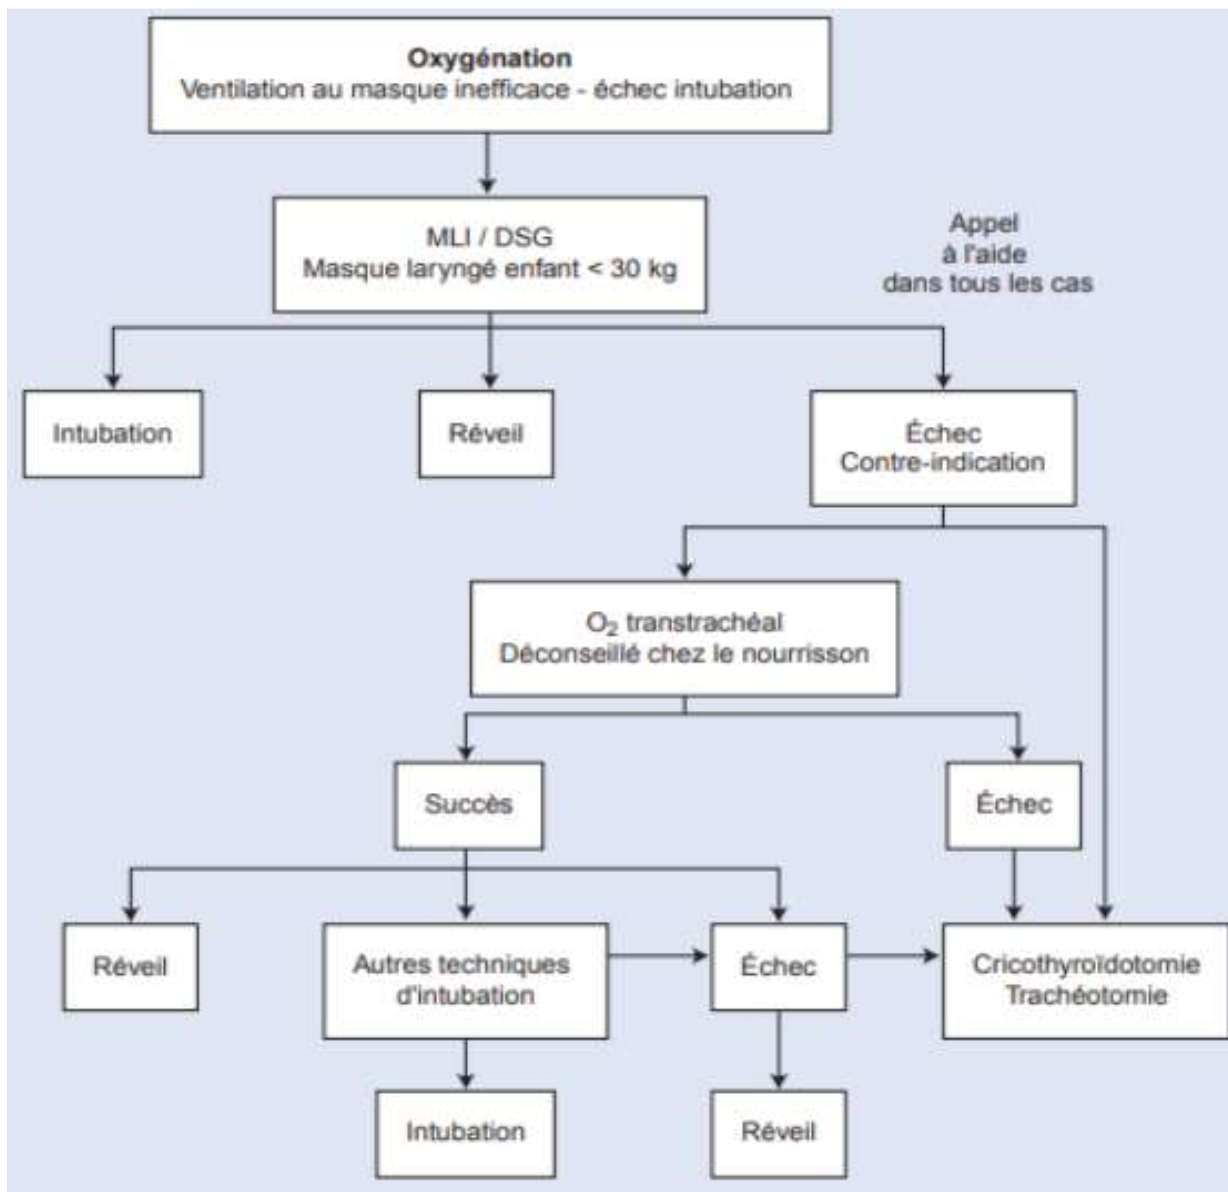 Oxygénation
Ventilation au masque inefficace - échec intubation
MLI / DSG
Masque laryngé enfant < 30 kg
Appel
à l'aide
dans tous les cas
Intubation
Réveil
Échec
Contre-indication
O₂ transtrachéal
Déconseillé chez le nourrisson
Succès
Échec
Réveil
Autres techniques
d'intubation
Échec
Cricothyroïdotomie
Trachéotomie
Intubation
Réveil